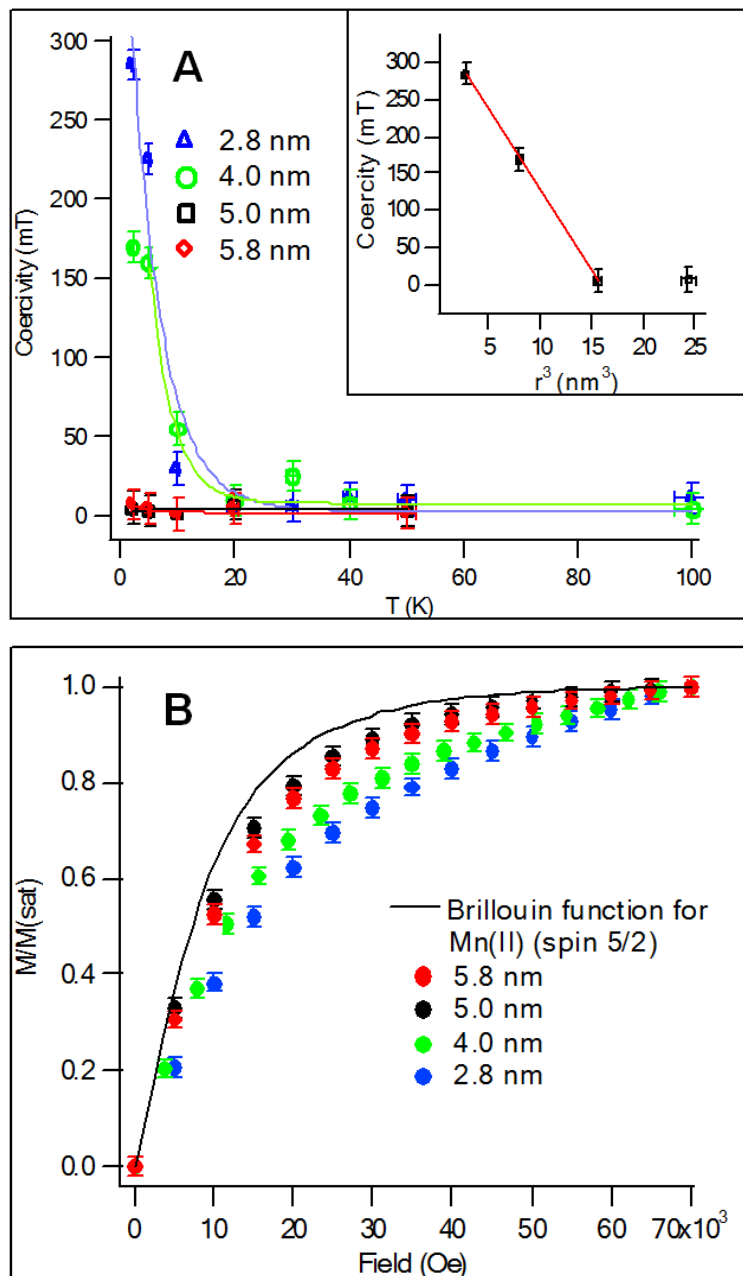 A
300
250
200
150
100
50
0
Coercivity (mT)
2.8 nm
4.0 nm
5.0 nm
5.8 nm
0
20
40
60
80
100
T (K)
300
250
200
150
100
50
0
Coercity (mT)
5
10
15
20
25
r³ (nm³)
B
1.0
0.8
0.6
0.4
0.2
0.0
M/M(sat)
Brillouin function for
Mn(II) (spin 5/2)
5.8 nm
5.0 nm
4.0 nm
2.8 nm
0
10
20
30
40
50
60
70x10³
Field (Oe)